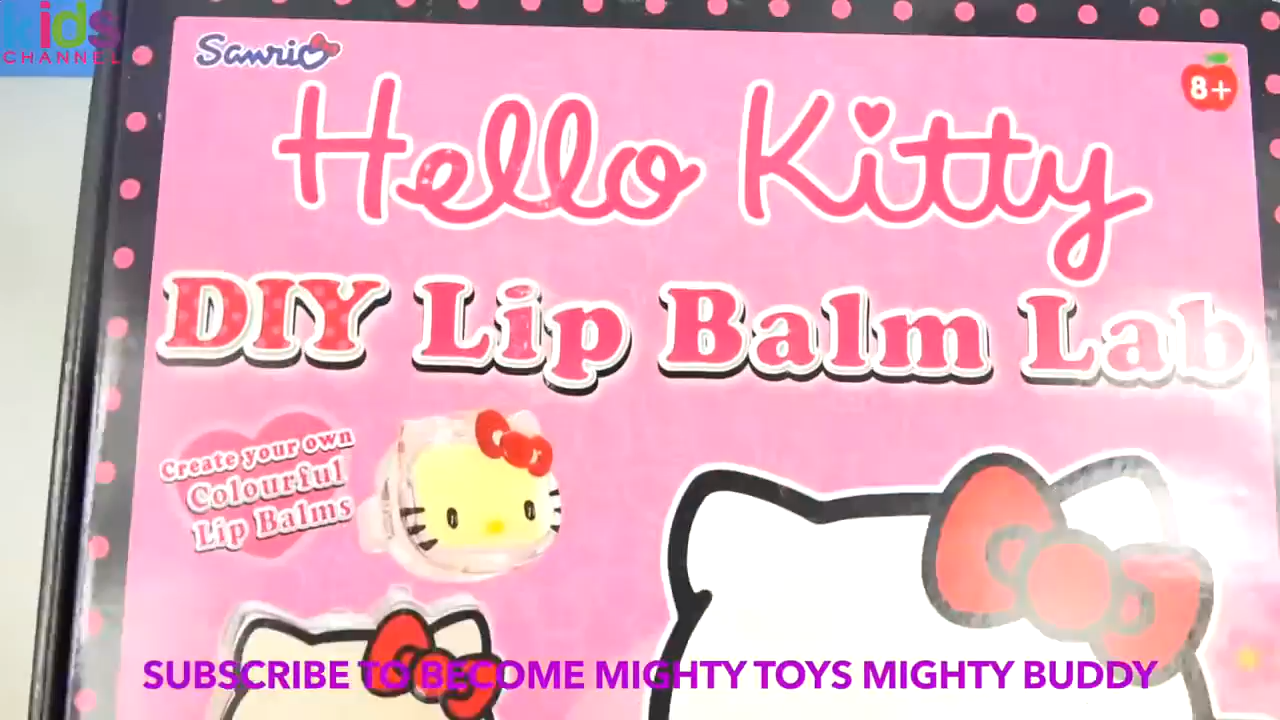 kids
CHANNEL
Sanrio
8+
Hello Kitty
DIY Lip Balm Lab
Create your own
Colourful
Lip Balms
SUBSCRIBE TO BECOME MIGHTY TOYS MIGHTY BUDDY